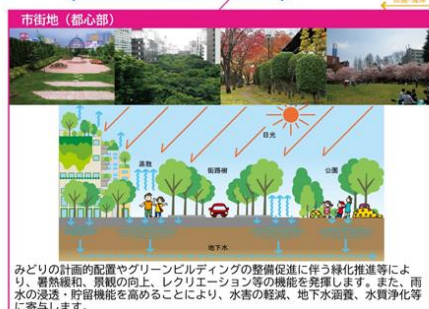 市街地（都心部）
日光
蒸散
街路樹
公園
地下水
みどりの計画的配置やグリーンビルディングの整備促進に伴う緑化推進等によ
り、暑熱緩和、景観の向上、レクリエーション等の機能を発揮します。また、雨
水の浸透・貯留機能を高めることにより、水害の軽減、地下水涵養、水質浄化等
に寄与します。